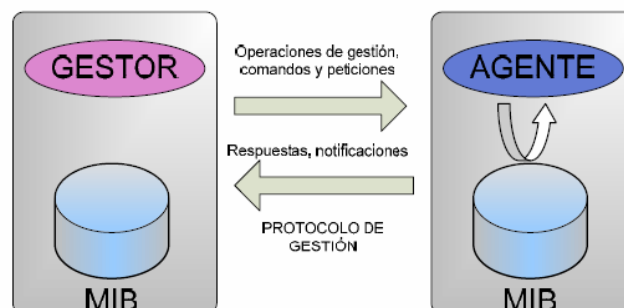 GESTOR
Operaciones de gestión,
comandos y peticiones
AGENTE
Respuestas, notificaciones
PROTOCOLO DE
GESTIÓN
MIB
MIB